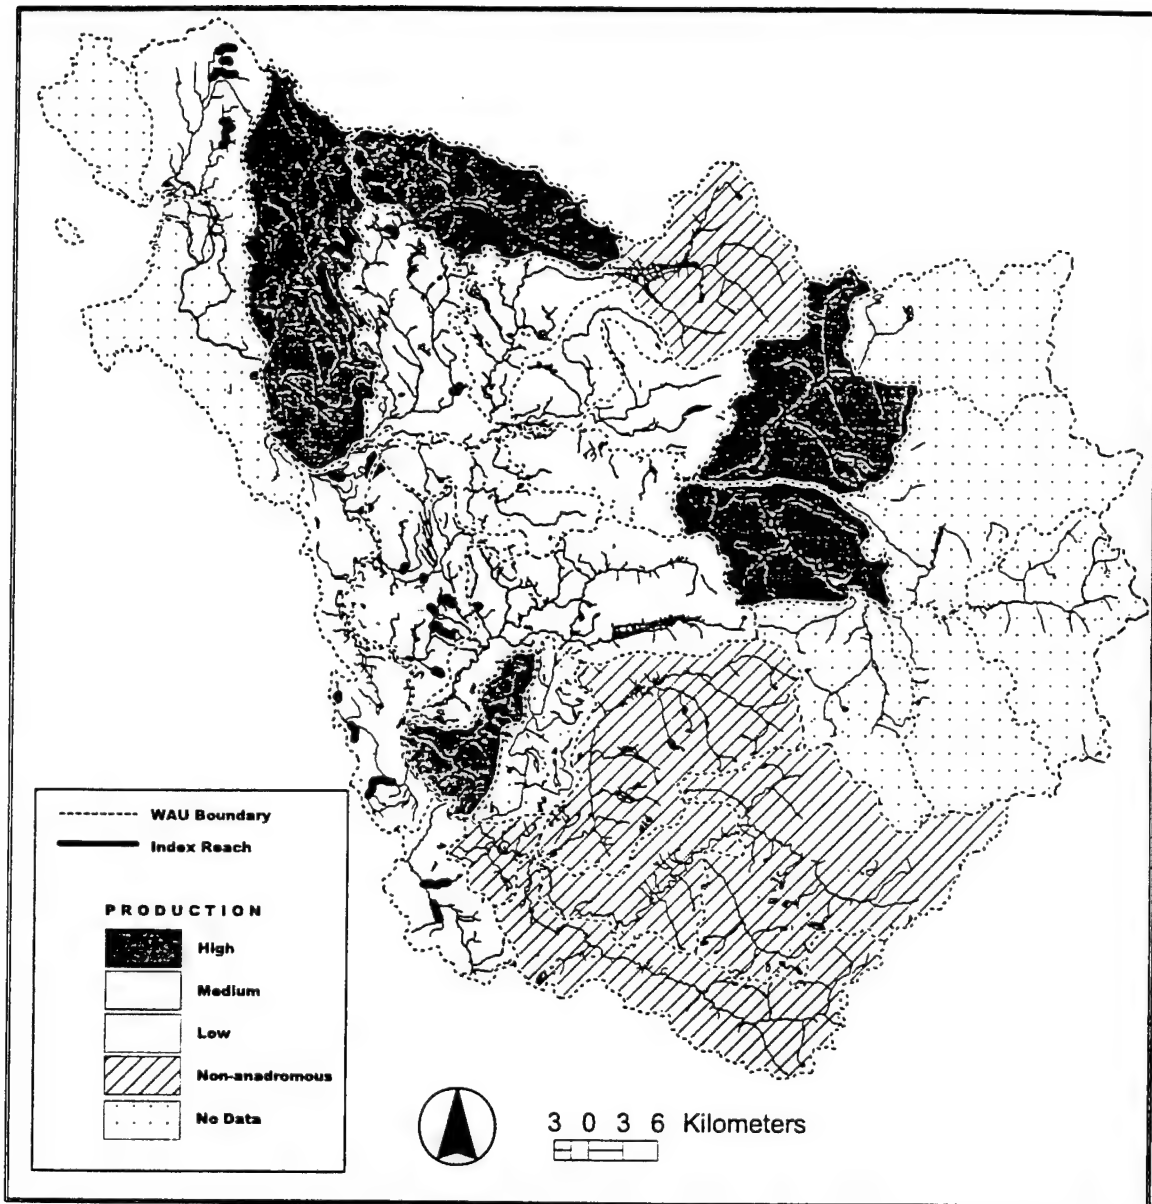 WAU Boundary
Index Reach
PRODUCTION
High
Medium
Low
Non-anadromous
No Data
3 0 3 6 Kilometers